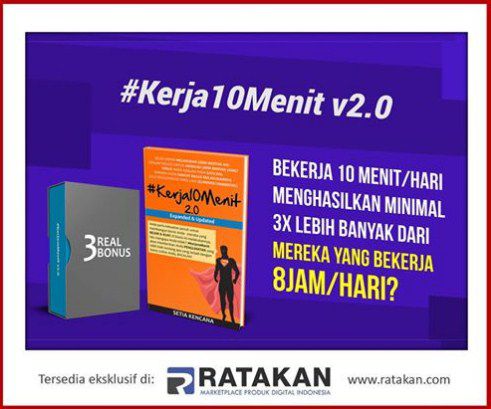 #Kerja10Menit v2.0
BEKERJA 10 MENIT/HARI
MENGHASILKAN MINIMAL
3X LEBIH BANYAK DARI
MEREKA YANG BEKERJA
8JAM/HARI?
3 REAL
BONUS
#Kerja10Menit
2.0
Expanded & Updated
SETIA KENCANA
Tersedia eksklusif di:
RATAKAN
MARKETPLACE PRODUK DIGITAL INDONESIA
www.ratakan.com